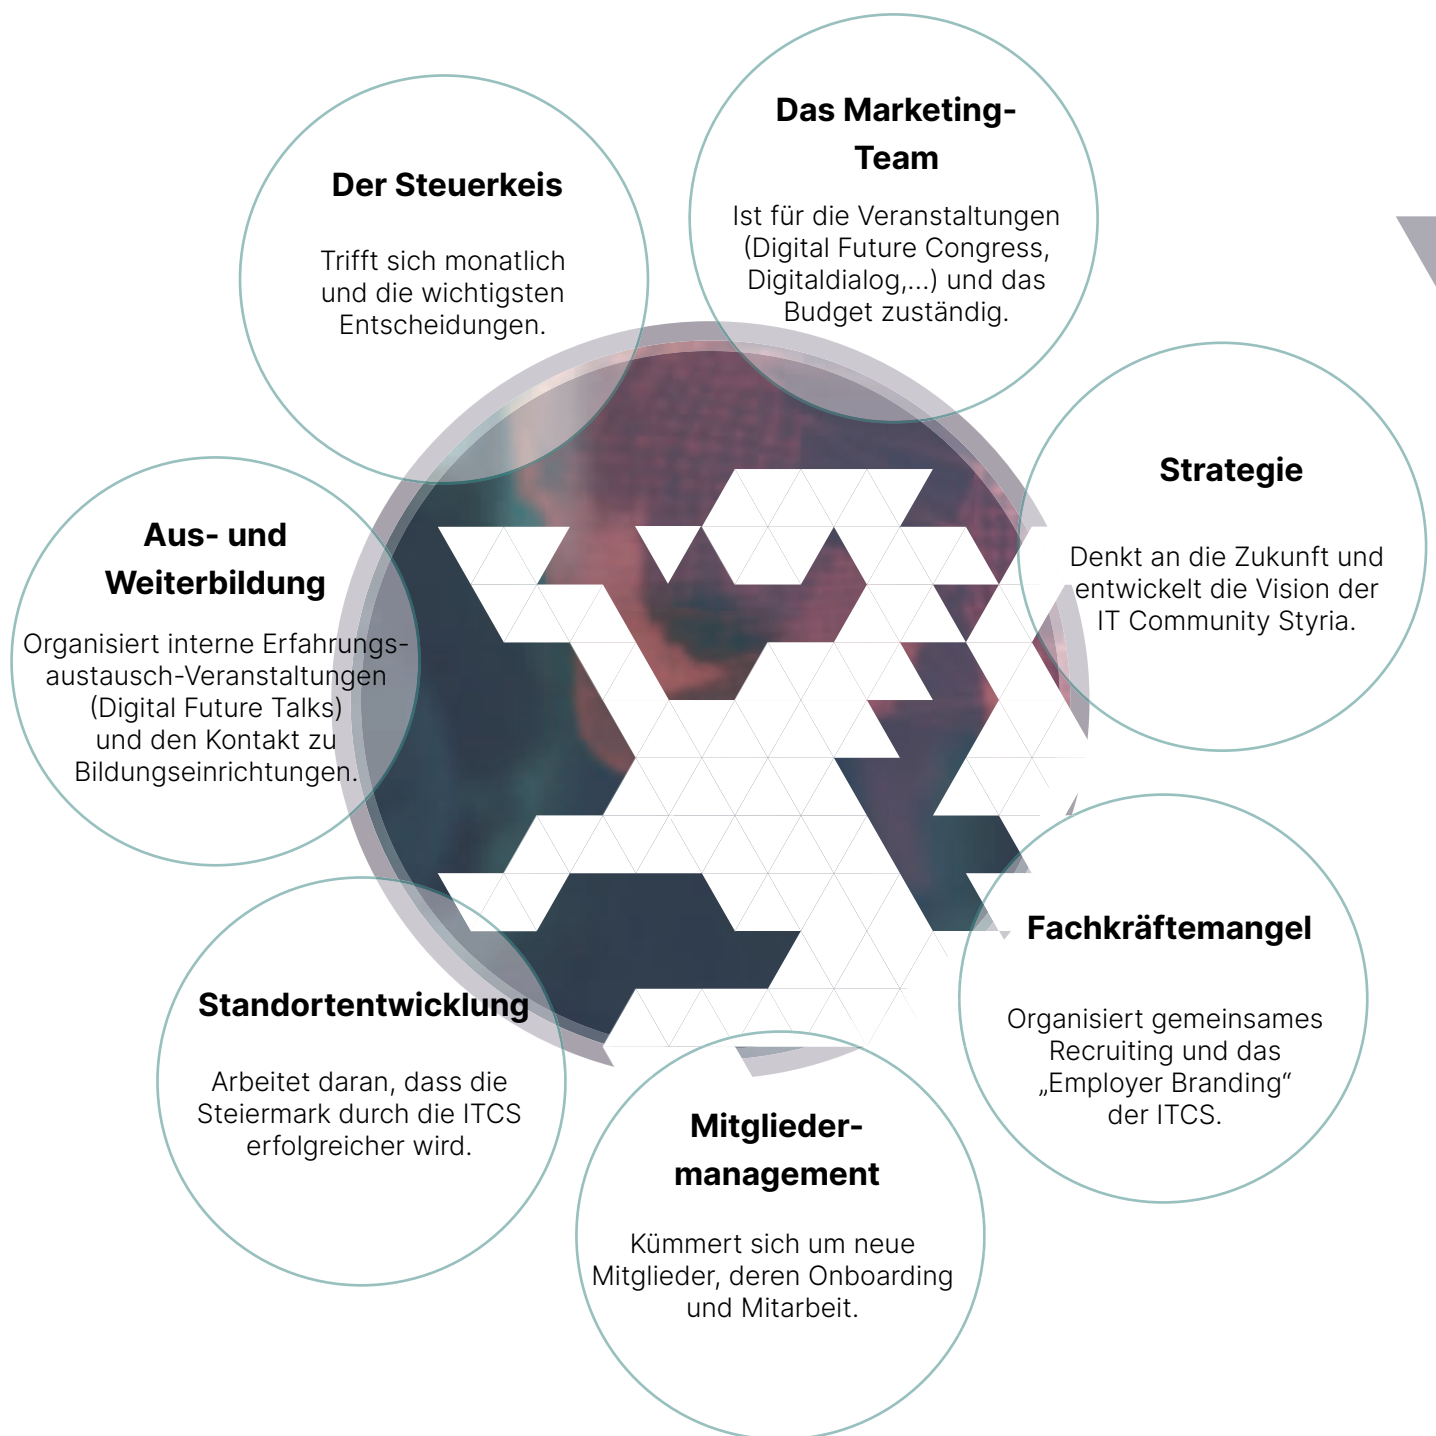 Das Marketing-
Team
Ist für die Veranstaltungen
(Digital Future Congress,
Digitaldialog,...) und das
Budget zuständig.
Der Steuerkeis
Trifft sich monatlich
und die wichtigsten
Entscheidungen.
Strategie
Denkt an die Zukunft und
entwickelt die Vision der
IT Community Styria.
Aus- und
Weiterbildung
Organisiert interne Erfahrungs-
austausch-Veranstaltungen
(Digital Future Talks)
und den Kontakt zu
Bildungseinrichtungen.
Fachkräftemangel
Organisiert gemeinsames
Recruiting und das
„Employer Branding“
der ITCS.
Standortentwicklung
Arbeitet daran, dass die
Steiermark durch die ITCS
erfolgreicher wird.
Mitglieder-
management
Kümmert sich um neue
Mitglieder, deren Onboarding
und Mitarbeit.